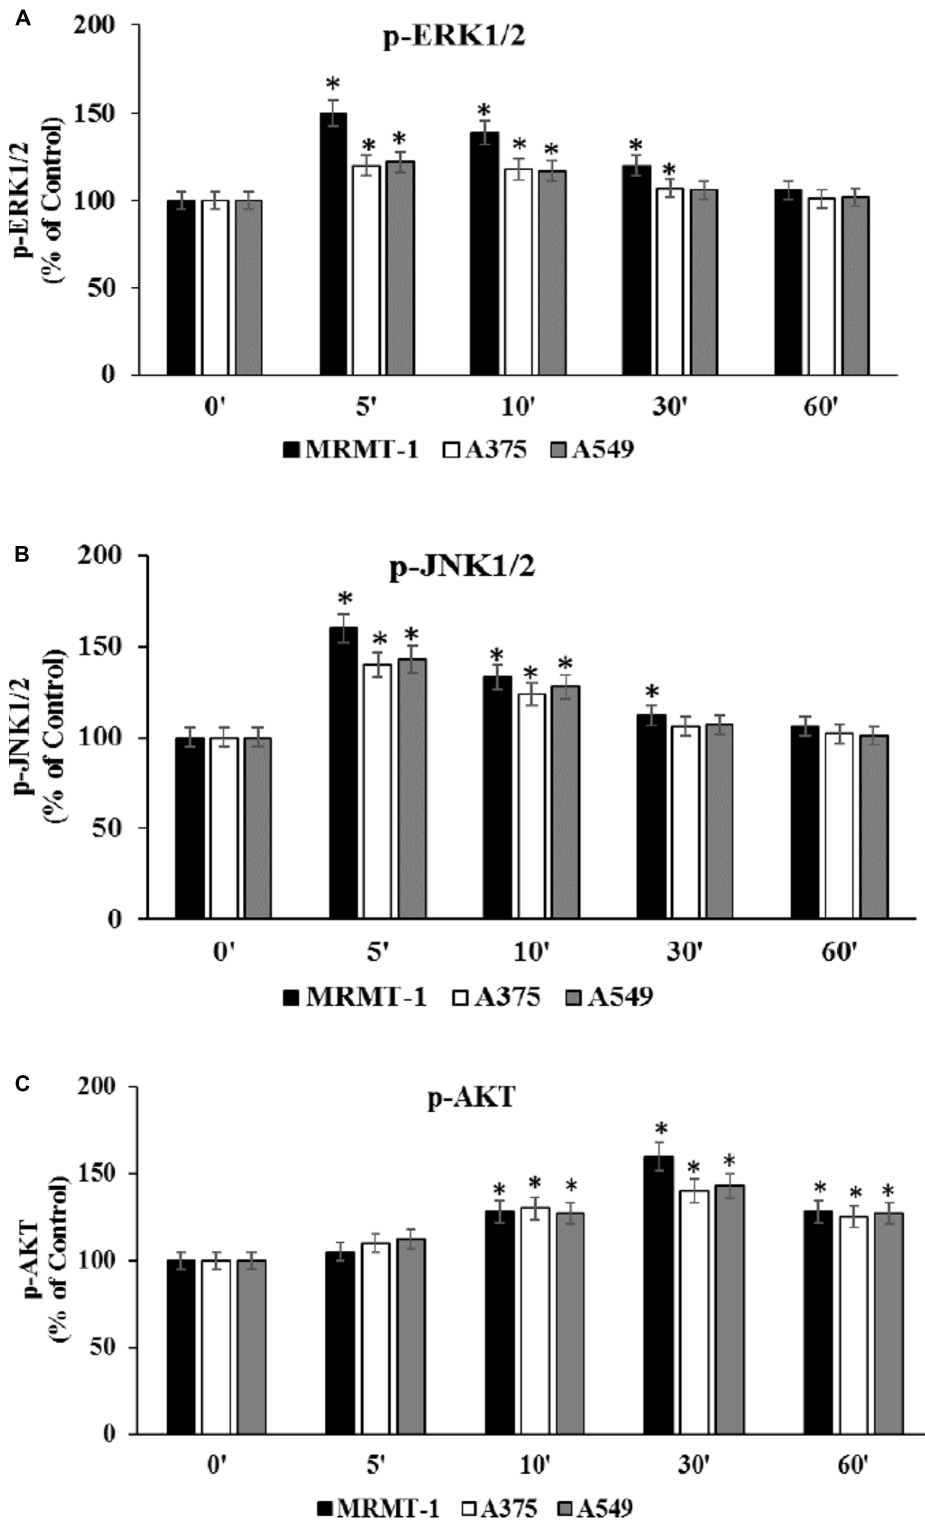 A
p-ERK1/2
200
150
100
50
0
p-ERK1/2
(% of Control)
* * * * * * * *
0' 5' 10' 30' 60'
MRMT-1 A375 A549
B
p-JNK1/2
200
150
100
50
0
p-JNK1/2
(% of Control)
* * * * * * *
0' 5' 10' 30' 60'
MRMT-1 A375 A549
C
p-AKT
200
150
100
50
0
p-AKT
(% of Control)
* * * * * * * * *
0' 5' 10' 30' 60'
MRMT-1 A375 A549